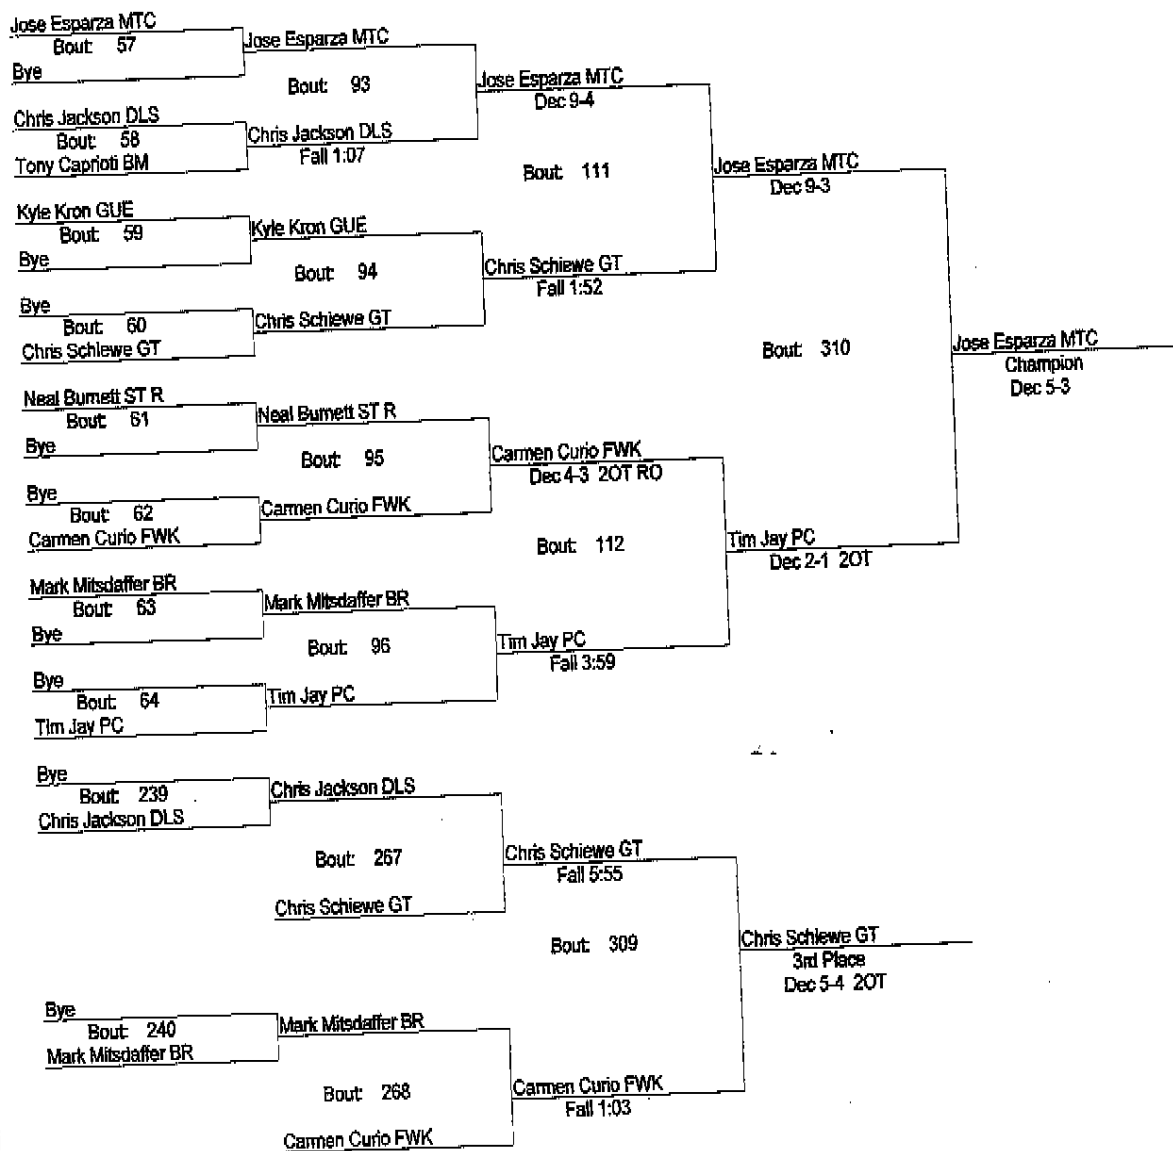 Jose Esparza MTC
Bout: 57
Bye
Jose Esparza MTC
Bout: 93
Chris Jackson DLS
Bout: 58
Tony Caprioti BM
Chris Jackson DLS
Fall 1:07
Jose Esparza MTC
Dec 9-4
Bout: 111
Kyle Kron GUE
Bout: 59
Bye
Kyle Kron GUE
Bout: 94
Bye
Bout: 60
Chris Schiewe GT
Chris Schiewe GT
Chris Schiewe GT
Fall 1:52
Jose Esparza MTC
Dec 9-3
Bout: 310
Neal Burnett ST R
Bout: 61
Bye
Neal Burnett ST R
Bout: 95
Bye
Bout: 62
Carmen Curio FWK
Carmen Curio FWK
Carmen Curio FWK
Dec 4-3 2OT RO
Bout: 112
Mark Mitsdaffer BR
Bout: 63
Bye
Mark Mitsdaffer BR
Bout: 96
Bye
Bout: 64
Tim Jay PC
Tim Jay PC
Tim Jay PC
Fall 3:59
Tim Jay PC
Dec 2-1 2OT
Jose Esparza MTC
Champion
Dec 5-3
Bye
Bout: 239
Chris Jackson DLS
Chris Jackson DLS
Bout: 267
Chris Schiewe GT
Chris Schiewe GT
Fall 5:55
Bout: 309
Bye
Bout: 240
Mark Mitsdaffer BR
Mark Mitsdaffer BR
Bout: 268
Carmen Curio FWK
Carmen Curio FWK
Fall 1:03
Chris Schiewe GT
3rd Place
Dec 5-4 2OT